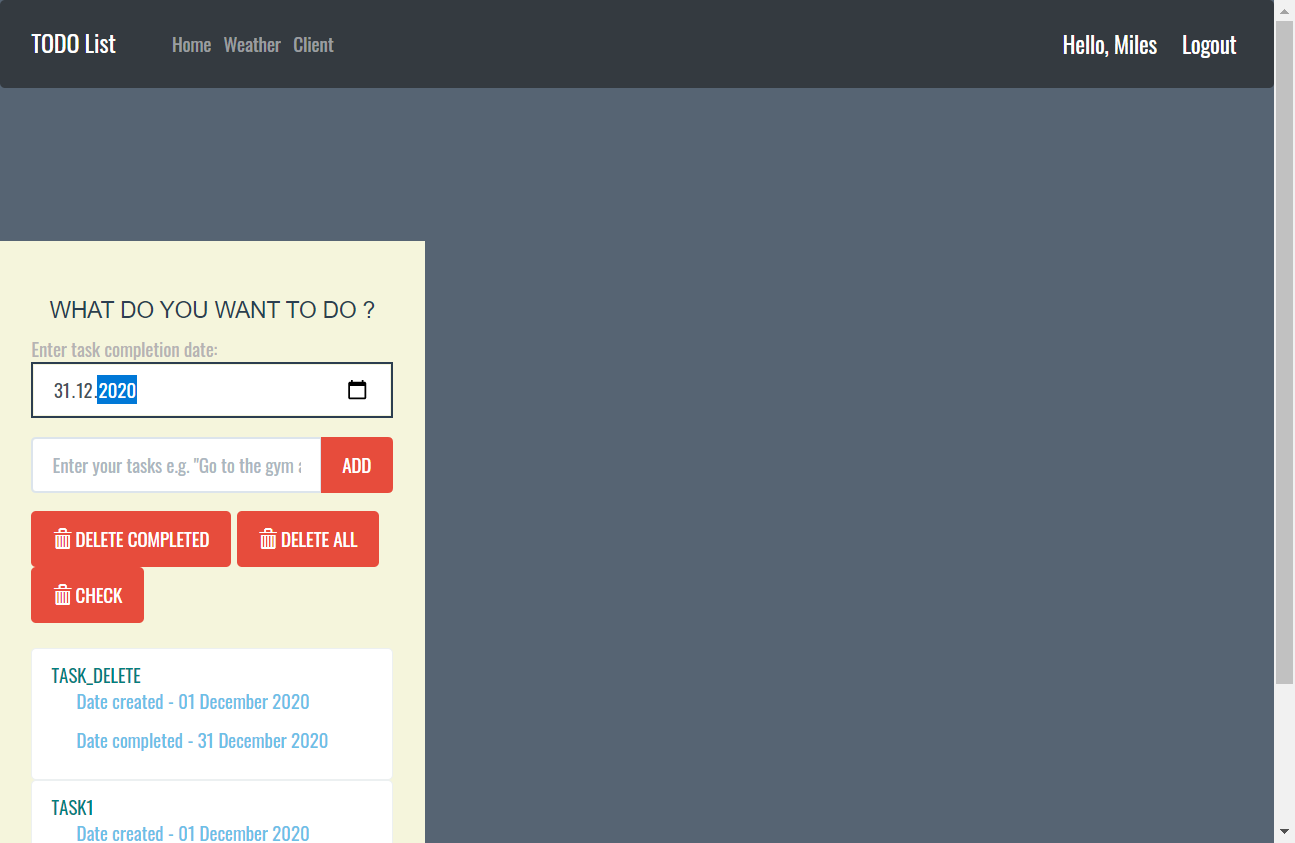 TODO List Home Weather Client Hello, Miles Logout
WHAT DO YOU WANT TO DO ?
Enter task completion date:
31.12.2020
Enter your tasks e.g. "Go to the gym a
ADD
DELETE COMPLETED
DELETE ALL
CHECK
TASK_DELETE
Date created - 01 December 2020
Date completed - 31 December 2020
TASK1
Date created - 01 December 2020